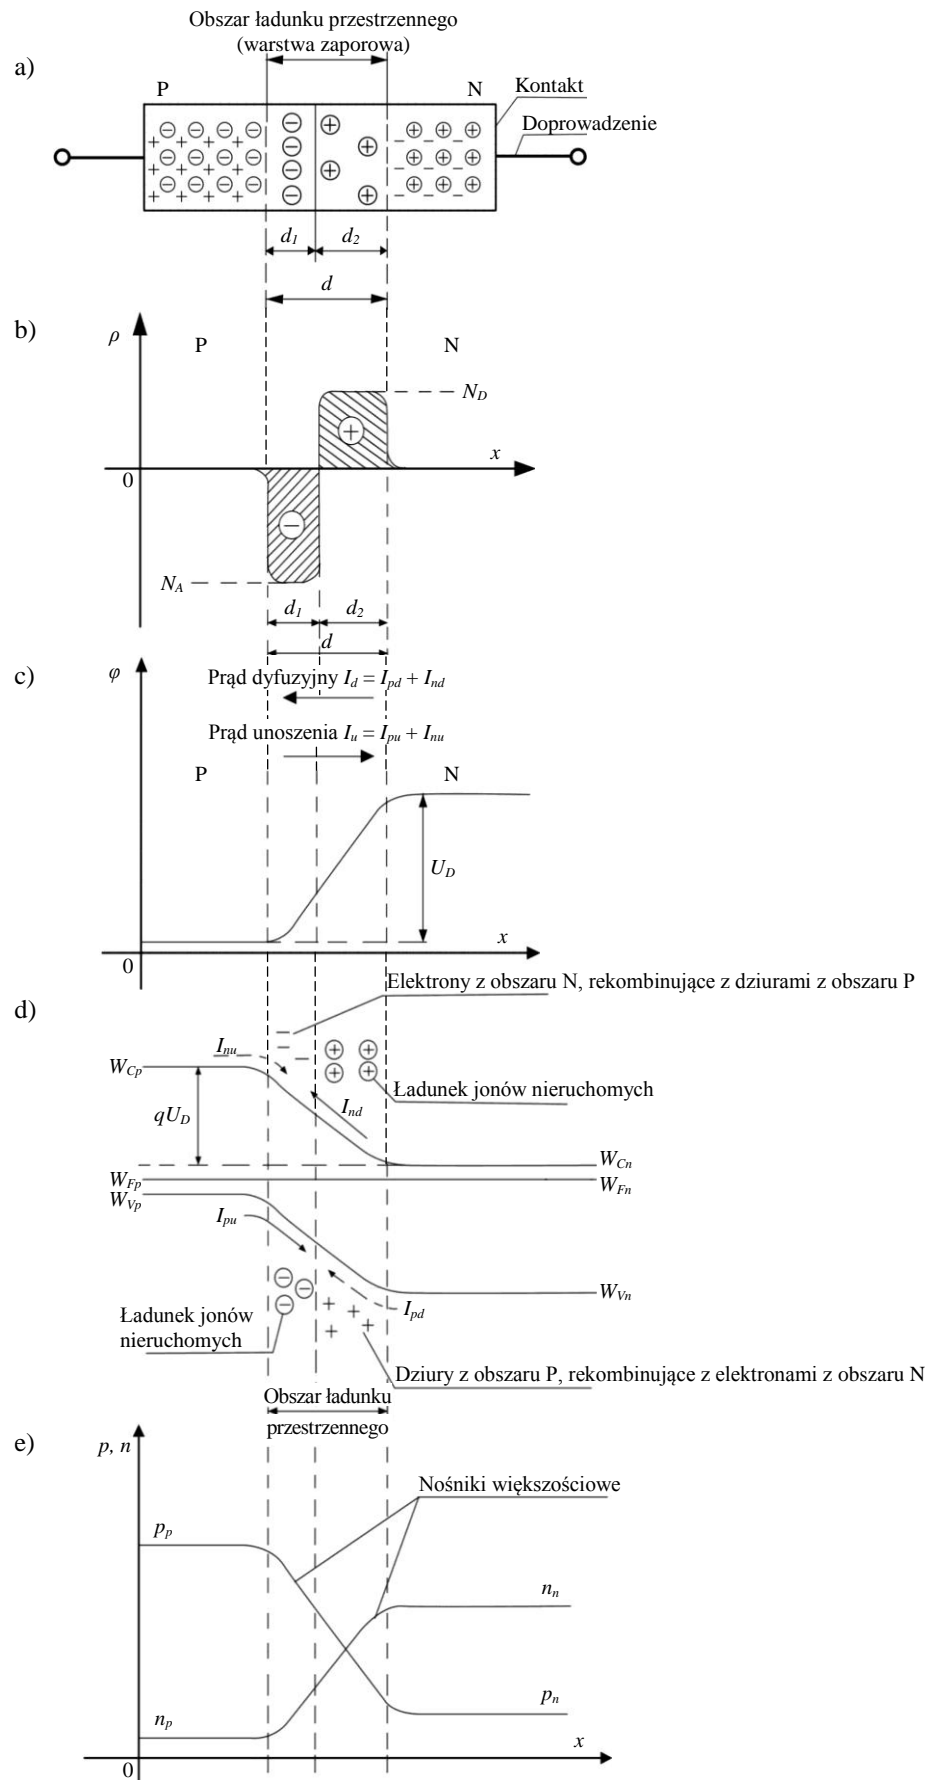 Obszar ładunku przestrzennego
(warstwa zaporowa)
a)
P
N
Kontakt
Doprowadzenie
d1
d2
d
b)
ρ
P
N
ND
x
0
NA
d1
d2
d
c)
φ
Prąd dyfuzyjny Id = Ipd + Ind
Prąd unoszenia Iu = Ipu + Inu
P
N
UD
x
0
Elektrony z obszaru N, rekombinujące z dziurami z obszaru P
d)
Inu
WCp
Ładunek jonów nieruchomych
qUD
Ind
WCn
WFp
WFn
WVp
Ipu
WVn
Ipd
Ładunek jonów
nieruchomych
Dziury z obszaru P, rekombinujące z elektronami z obszaru N
Obszar ładunku
przestrzennego
e)
p, n
Nośniki większościowe
pp
nn
pn
np
x
0